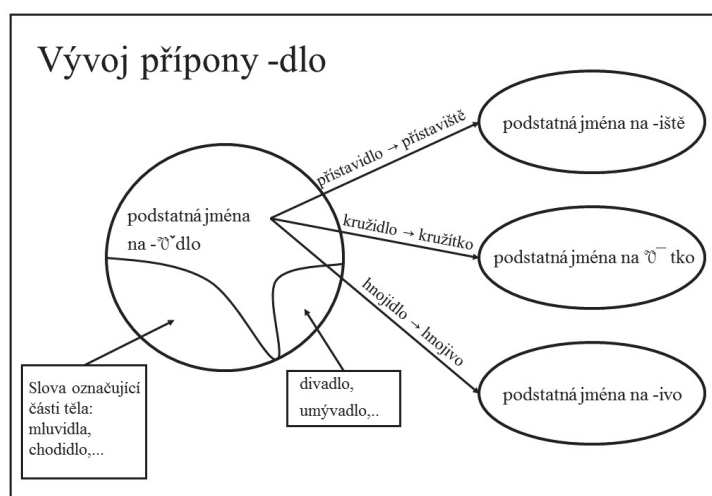 Vývoj přípony -dlo
podstatná jména
na -v̆dlo
přístavidlo → přístaviště
kružidlo → kružítko
hnojidlo → hnojivo
podstatná jména na -iště
podstatná jména na v̄ tko
podstatná jména na -ivo
Slova označující
části těla:
mluvidla,
chodidlo,...
divadlo,
umývadlo,..